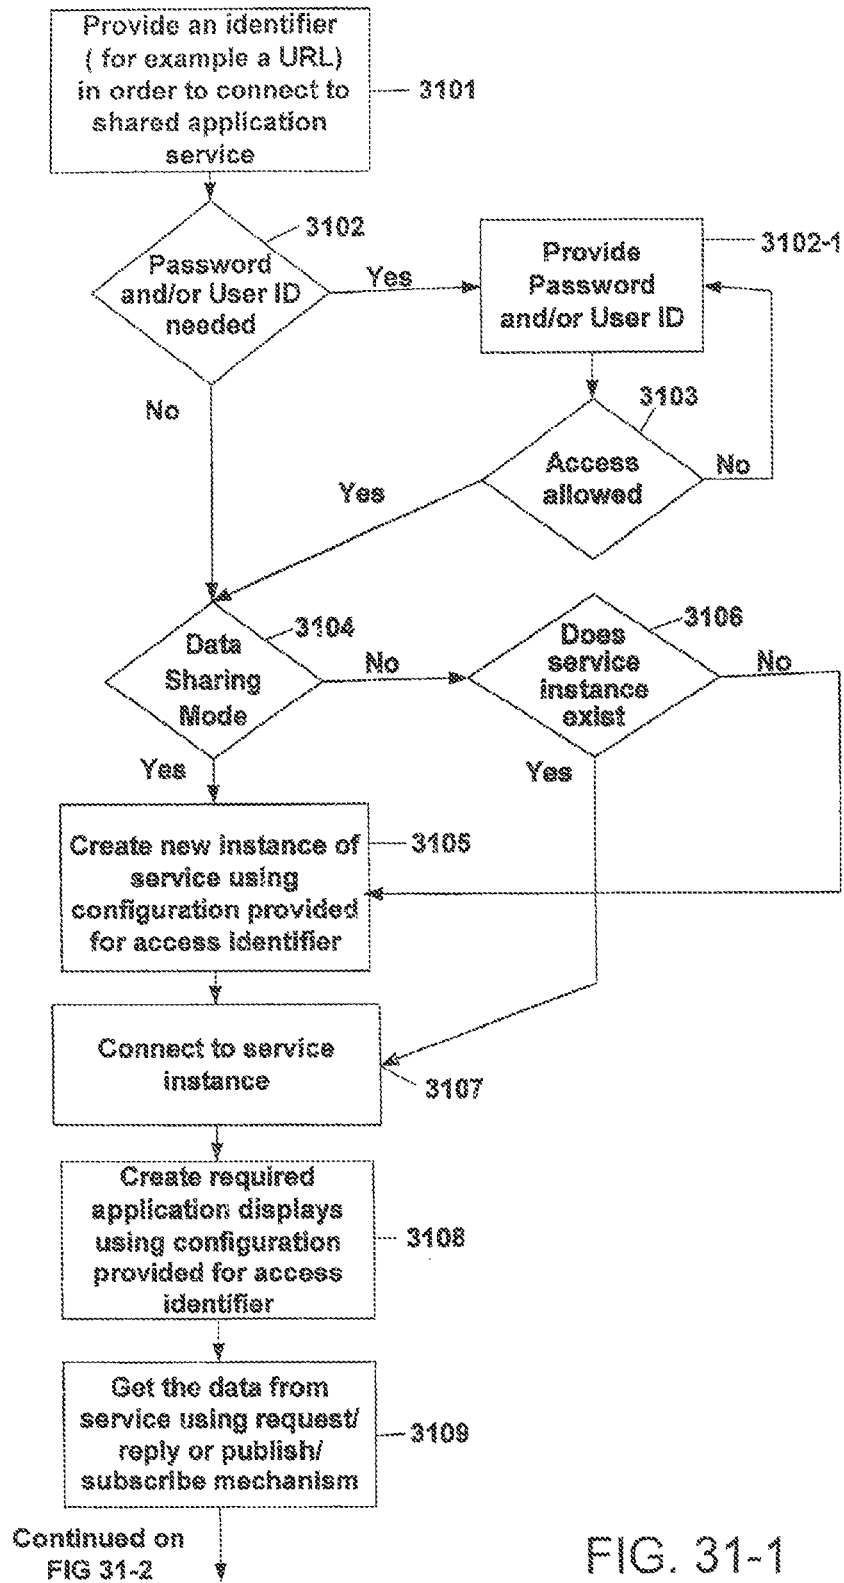 Provide an identifier
( for example a URL)
in order to connect to
shared application
service
3101
3102
Password
and/or User ID
needed
Yes
Provide
Password
and/or User ID
3102-1
No
3103
Access
allowed
No
Yes
3104
Data
Sharing
Mode
No
3106
Does
service
instance
exist
No
Yes
Yes
Create new instance of
service using
configuration provided
for access identifier
3105
Connect to service
instance
3107
Create required
application displays
using configuration
provided for access
identifier
3108
Get the data from
service using request/
reply or publish/
subscribe mechanism
3109
Continued on
FIG 31-2
FIG. 31-1